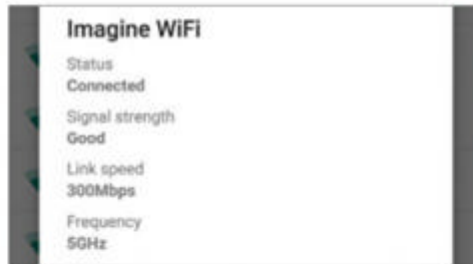 Imagine WiFi
Status
Connected
Signal strength
Good
Link speed
300Mbps
Frequency
5GHz